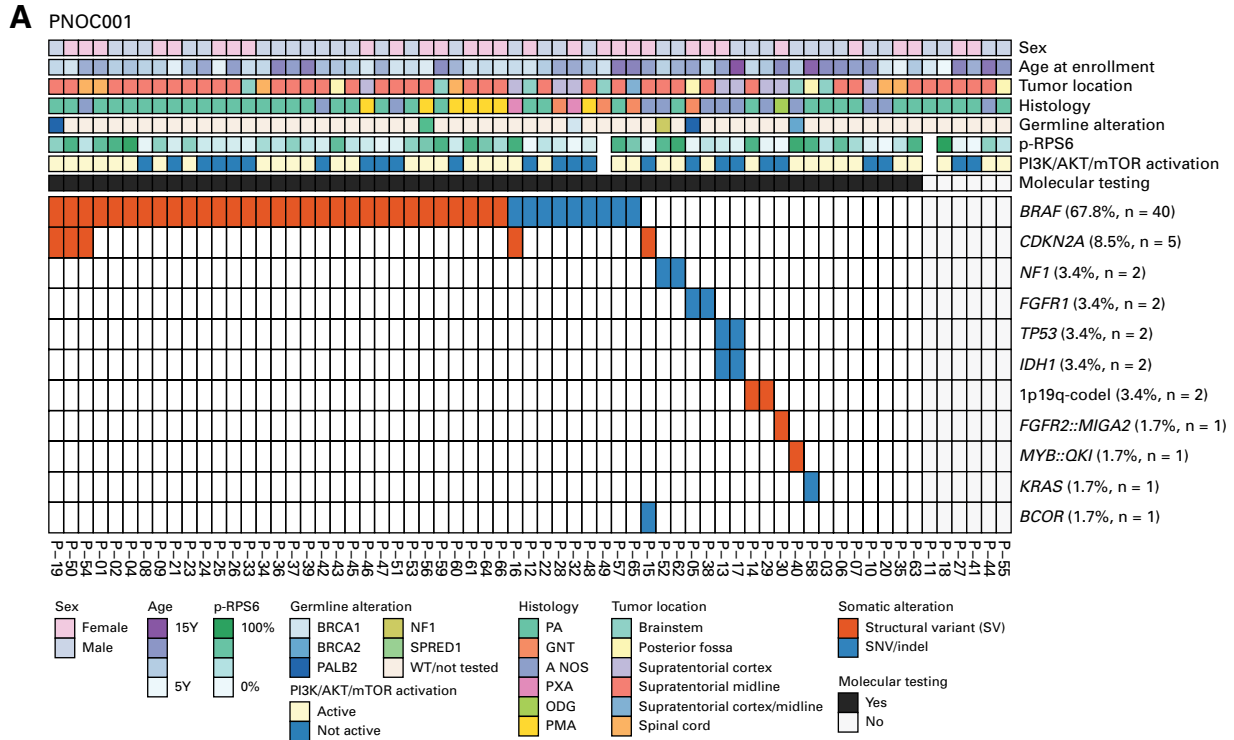 A
PNOC001
Sex
Age at enrollment
Tumor location
Histology
Germline alteration
p-RPS6
PI3K/AKT/mTOR activation
Molecular testing
BRAF (67.8%, n = 40)
CDKN2A (8.5%, n = 5)
NF1 (3.4%, n = 2)
FGFR1 (3.4%, n = 2)
TP53 (3.4%, n = 2)
IDH1 (3.4%, n = 2)
1p19q-codel (3.4%, n = 2)
FGFR2::MIGA2 (1.7%, n = 1)
MYB::QKI (1.7%, n = 1)
KRAS (1.7%, n = 1)
BCOR (1.7%, n = 1)
P-19
P-50
P-54
P-01
P-02
P-04
P-08
P-09
P-21
P-23
P-24
P-25
P-26
P-33
P-34
P-36
P-37
P-39
P-42
P-43
P-45
P-46
P-47
P-51
P-53
P-56
P-59
P-60
P-61
P-64
P-66
P-16
P-12
P-22
P-28
P-32
P-48
P-49
P-57
P-65
P-15
P-52
P-62
P-05
P-38
P-13
P-17
P-14
P-29
P-30
P-40
P-58
P-03
P-06
P-07
P-10
P-20
P-35
P-63
P-11
P-18
P-27
P-41
P-44
P-55
Sex
Female
Male
Age
15Y
5Y
p-RPS6
100%
0%
Germline alteration
BRCA1
BRCA2
PALB2
NF1
SPRED1
WT/not tested
PI3K/AKT/mTOR activation
Active
Not active
Histology
PA
GNT
A NOS
PXA
ODG
PMA
Tumor location
Brainstem
Posterior fossa
Supratentorial cortex
Supratentorial midline
Supratentorial cortex/midline
Spinal cord
Somatic alteration
Structural variant (SV)
SNV/indel
Molecular testing
Yes
No